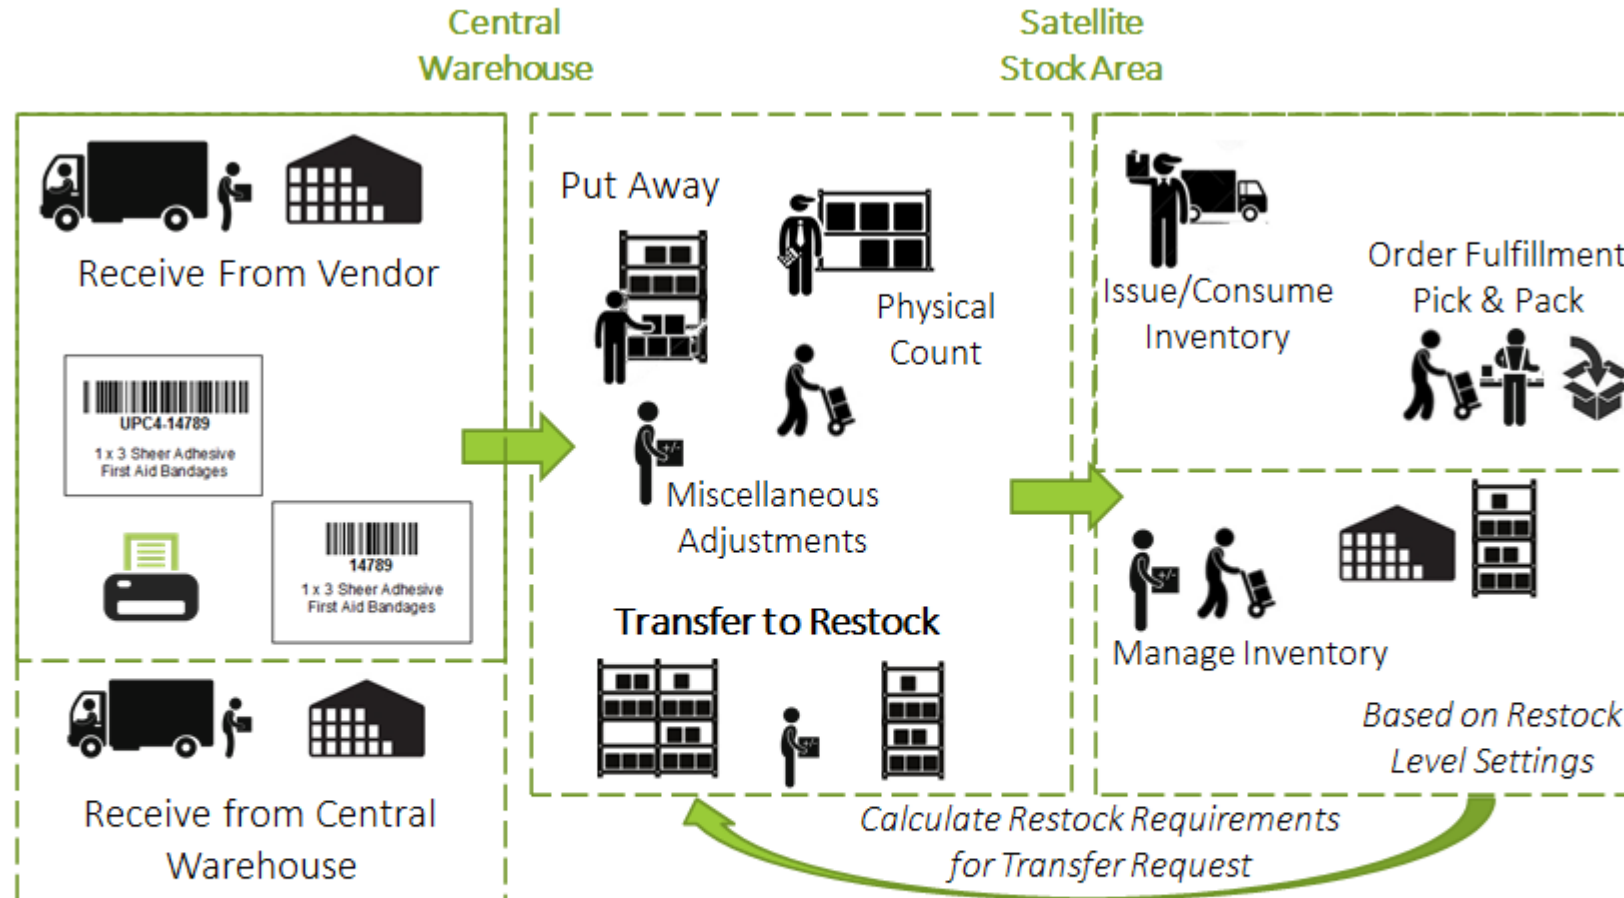 Central
Warehouse
Satellite
Stock Area
Receive From Vendor
UPC4-14789
1 x 3 Sheer Adhesive
First Aid Bandages
14789
1 x 3 Sheer Adhesive
First Aid Bandages
Receive from Central
Warehouse
Put Away
Physical
Count
+/-
Miscellaneous
Adjustments
Transfer to Restock
+/-
Issue/Consume
Inventory
Order Fulfillment
Pick & Pack
+/-
Manage Inventory
Based on Restock
Level Settings
Calculate Restock Requirements
for Transfer Request